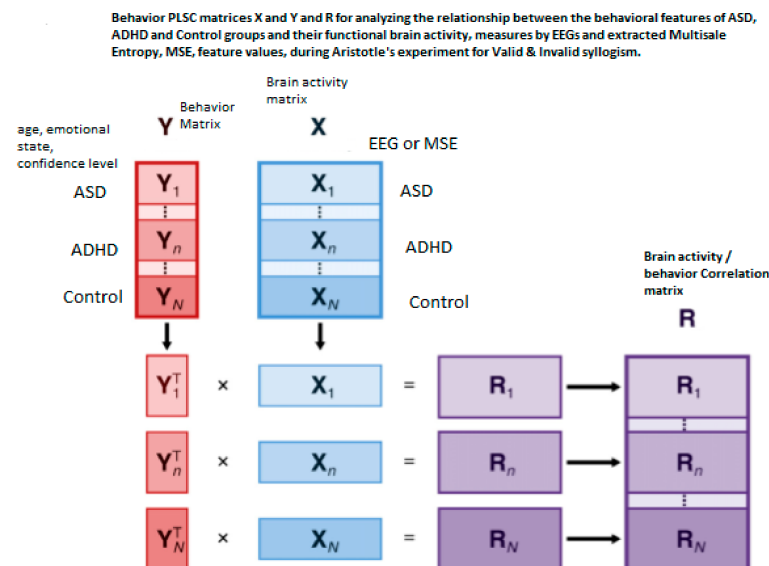 Behavior PLSC matrices X and Y and R for analyzing the relationship between the behavioral features of ASD,
ADHD and Control groups and their functional brain activity, measures by EEGs and extracted Multisale
Entropy, MSE, feature values, during Aristotle's experiment for Valid & Invalid syllogism.
Brain activity
matrix
Behavior
Y Matrix
X
age, emotional
state,
confidence level
EEG or MSE
ASD
Y1
X1
ASD
⋮ ⋮
ADHD
Yn
Xn
ADHD
⋮ ⋮
Control
YN
XN
Control
Brain activity /
behavior Correlation
matrix
R
Y1T × X1 = R1 R1
⋮
YnT × Xn = Rn Rn
⋮
YNT × XN = RN RN